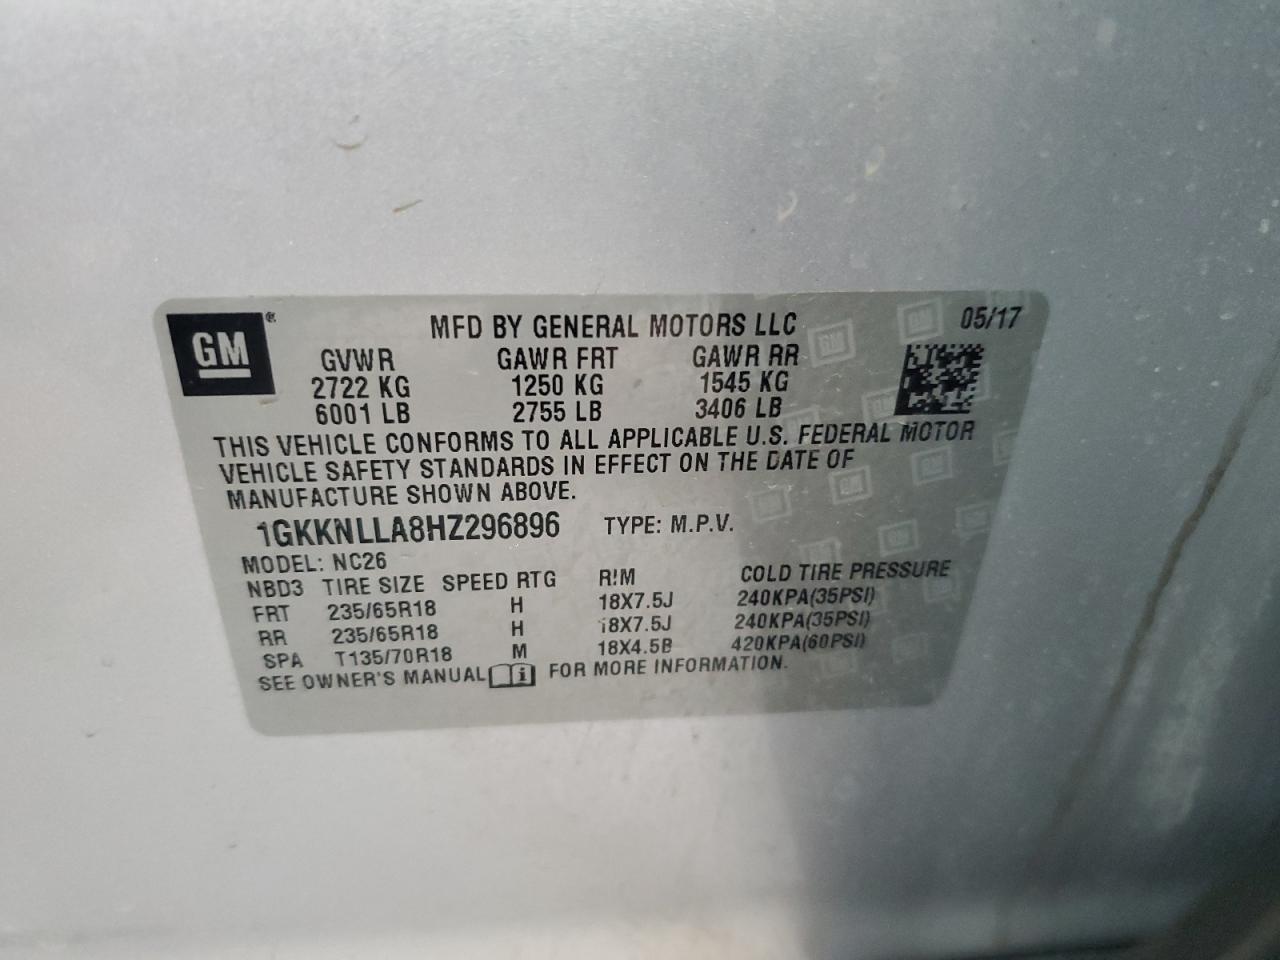 GM®
MFD BY GENERAL MOTORS LLC 05/17
GVWR GAWR FRT GAWR RR
2722 KG 1250 KG 1545 KG
6001 LB 2755 LB 3406 LB
THIS VEHICLE CONFORMS TO ALL APPLICABLE U.S. FEDERAL MOTOR
VEHICLE SAFETY STANDARDS IN EFFECT ON THE DATE OF
MANUFACTURE SHOWN ABOVE.
1GKKNLLA8HZ296896 TYPE: M.P.V.
MODEL: NC26
NBD3 TIRE SIZE SPEED RTG RIM COLD TIRE PRESSURE
FRT 235/65R18 H 18X7.5J 240KPA(35PSI)
RR 235/65R18 H 18X7.5J 240KPA(35PSI)
SPA T135/70R18 M 18X4.5B 420KPA(60PSI)
SEE OWNER'S MANUAL i FOR MORE INFORMATION.